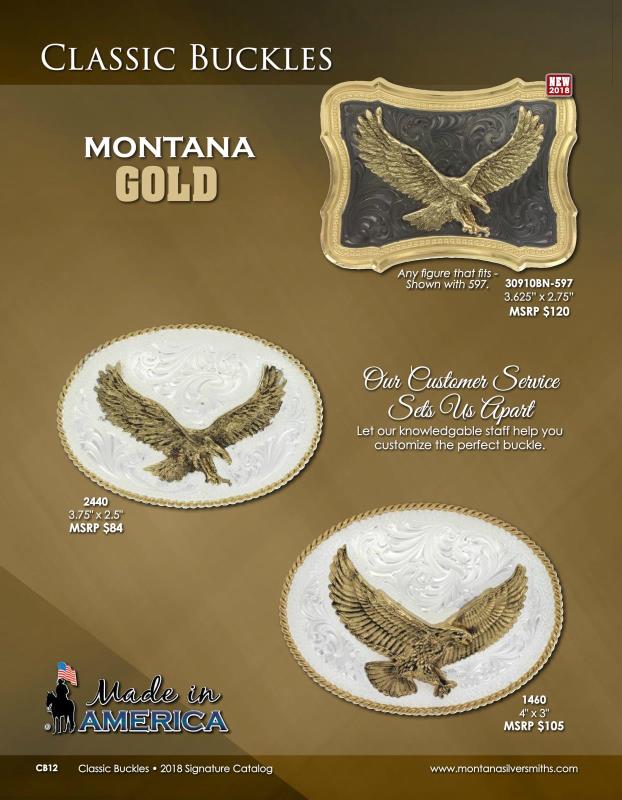 CLASSIC BUCKLES
NEW
2018
MONTANA
GOLD
Any figure that fits -
Shown with 597.
30910BN-597
3.625" x 2.75"
MSRP $120
Our Customer Service
Sets Us Apart
Let our knowledgable staff help you
customize the perfect buckle.
2440
3.75" x 2.5"
MSRP $84
1460
4" x 3"
MSRP $105
Made in
AMERICA
®
CB12 Classic Buckles • 2018 Signature Catalog www.montanasilversmiths.com